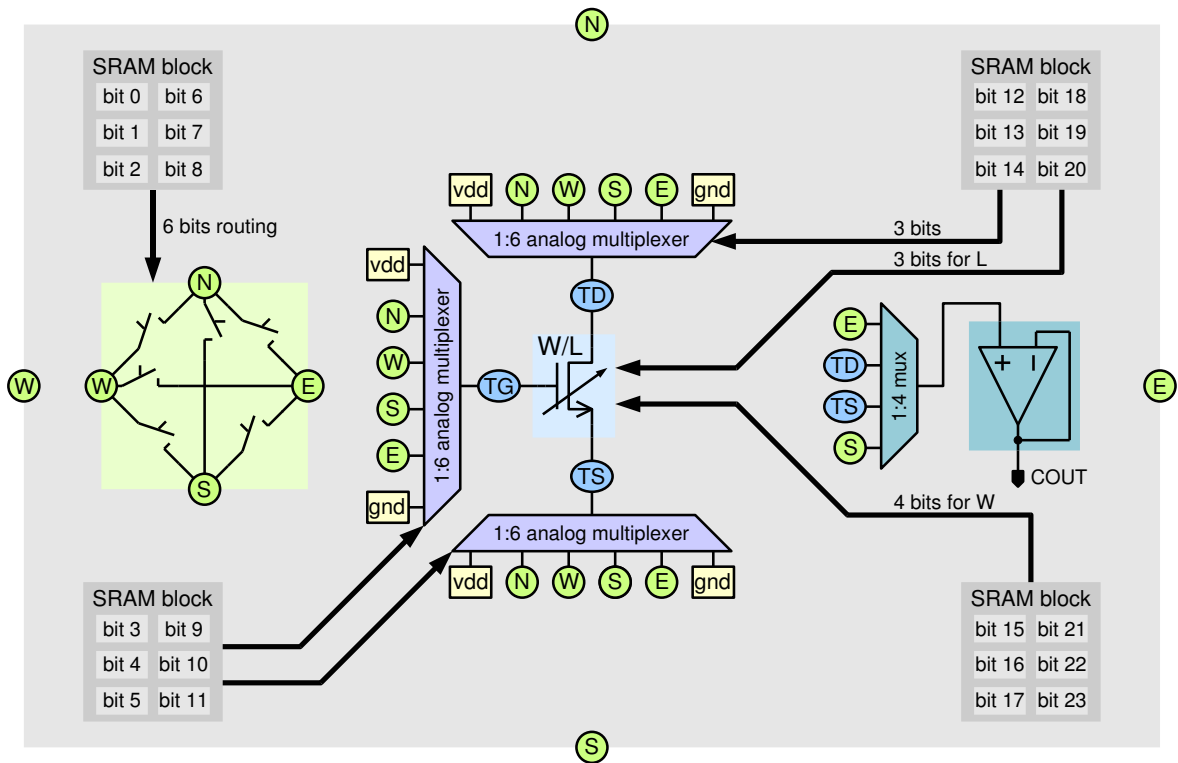 N
SRAM block
bit 0 bit 6
bit 1 bit 7
bit 2 bit 8
6 bits routing
SRAM block
bit 12 bit 18
bit 13 bit 19
bit 14 bit 20
vdd N W S E gnd
1:6 analog multiplexer
3 bits
3 bits for L
TD
N
W E
S
W
vdd
N
W
S
E
gnd
1:6 analog multiplexer
TG
W/L
TS
E
TD
TS
S
1:4 mux
+ −
COUT
E
4 bits for W
1:6 analog multiplexer
vdd N W S E gnd
SRAM block
bit 3 bit 9
bit 4 bit 10
bit 5 bit 11
SRAM block
bit 15 bit 21
bit 16 bit 22
bit 17 bit 23
S